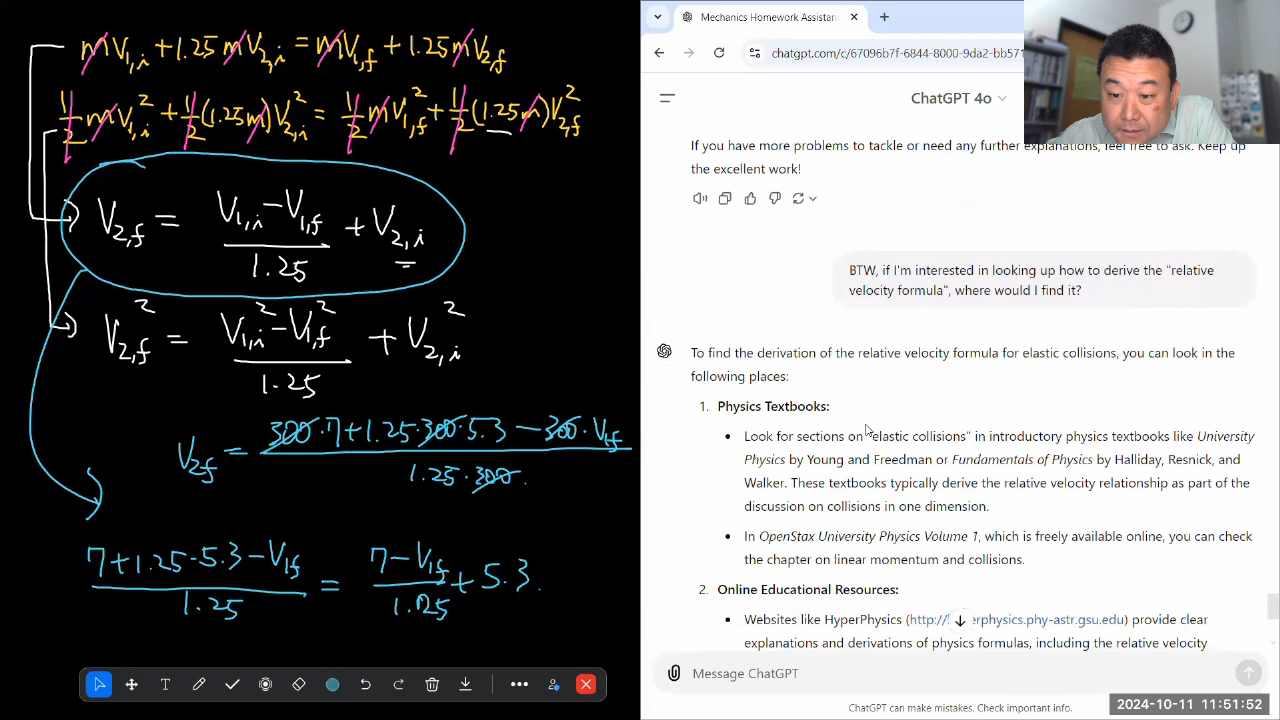 mV1,i + 1.25 mV2,i = mV1,f + 1.25 mV2,f
1/2 mV1,i² + 1/2 (1.25m)V2,i² = 1/2 mV1,f² + 1/2 (1.25m)V2,f²
V2,f = (V1,i − V1,f)/1.25 + V2,i
V2,f² = (V1,i² − V1,f²)/1.25 + V2,i²
V2f = (300·7 + 1.25·300·5.3 − 300·V1f)/(1.25·300)
(7 + 1.25·5.3 − V1f)/1.25 = (7 − V1f)/1.25 + 5.3
Mechanics Homework Assistan
chatgpt.com/c/67096b7f-6844-8000-9da2-bb571
ChatGPT 4o
If you have more problems to tackle or need any further explanations, feel free to ask. Keep up
the excellent work!
BTW, if I'm interested in looking up how to derive the "relative
velocity formula", where would I find it?
To find the derivation of the relative velocity formula for elastic collisions, you can look in the
following places:
1. Physics Textbooks:
Look for sections on "elastic collisions" in introductory physics textbooks like University
Physics by Young and Freedman or Fundamentals of Physics by Halliday, Resnick, and
Walker. These textbooks typically derive the relative velocity relationship as part of the
discussion on collisions in one dimension.
In OpenStax University Physics Volume 1, which is freely available online, you can check
the chapter on linear momentum and collisions.
2. Online Educational Resources:
Websites like HyperPhysics (http:// erphysics.phy-astr.gsu.edu) provide clear
explanations and derivations of physics formulas, including the relative velocity
Message ChatGPT
ChatGPT can make mistakes. Check important info.
2024-10-11 11:51:52